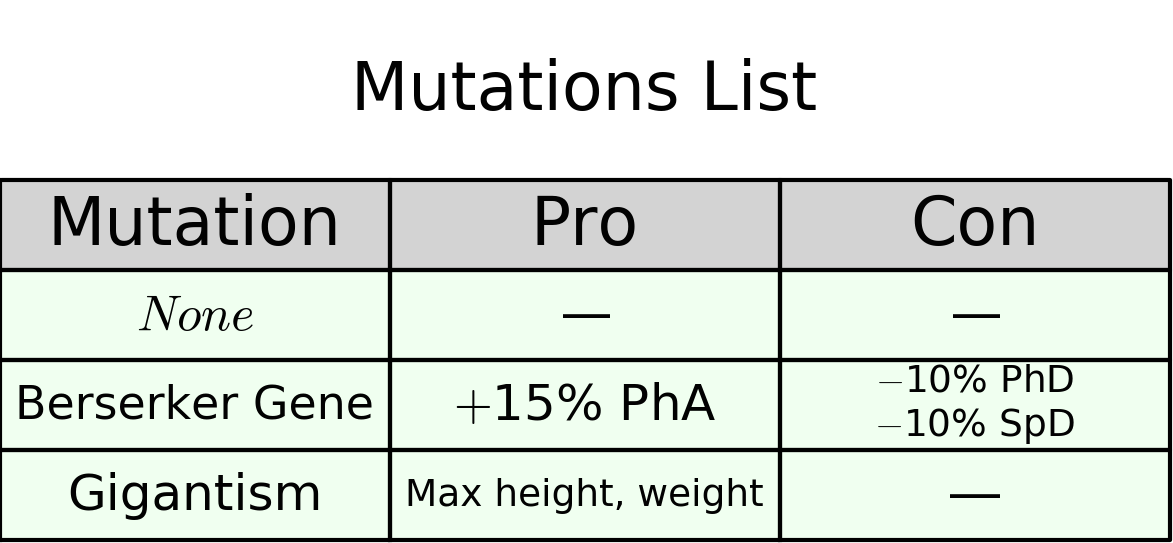 Mutations List
Mutation Pro Con
None — —
Berserker Gene +15% PhA −10% PhD
−10% SpD
Gigantism Max height, weight —